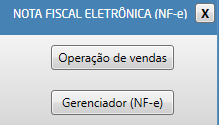 NOTA FISCAL ELETRÔNICA (NF-e) X
Operação de vendas
Gerenciador (NF-e)